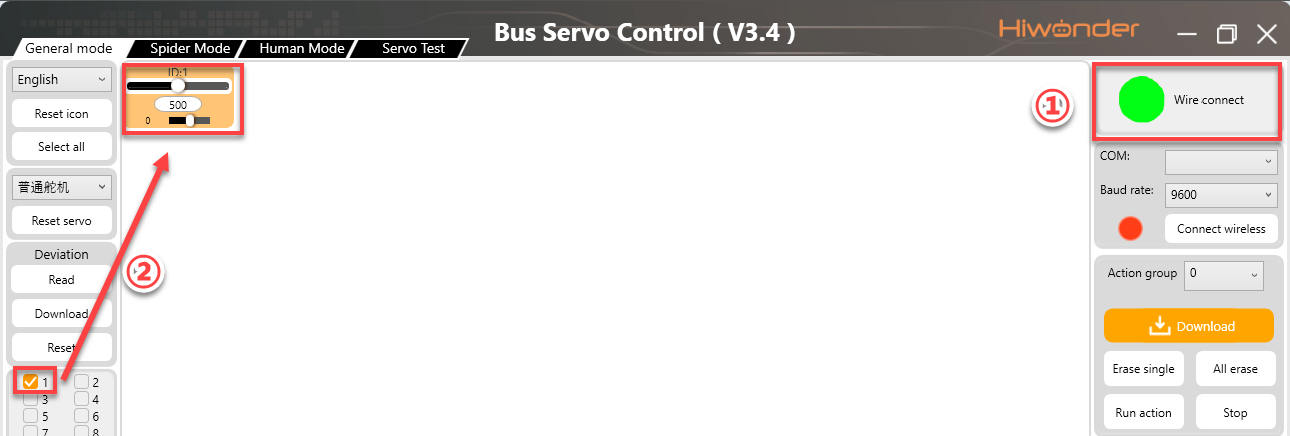 Bus Servo Control ( V3.4 )
Hiwonder
General mode
Spider Mode
Human Mode
Servo Test
English
Reset icon
Select all
普通舵机
Reset servo
Deviation
Read
Download
Reset
1
2
3
4
5
6
7
8
ID:1
500
0
②
①
Wire connect
COM:
Baud rate:
9600
Connect wireless
Action group
0
Download
Erase single
All erase
Run action
Stop